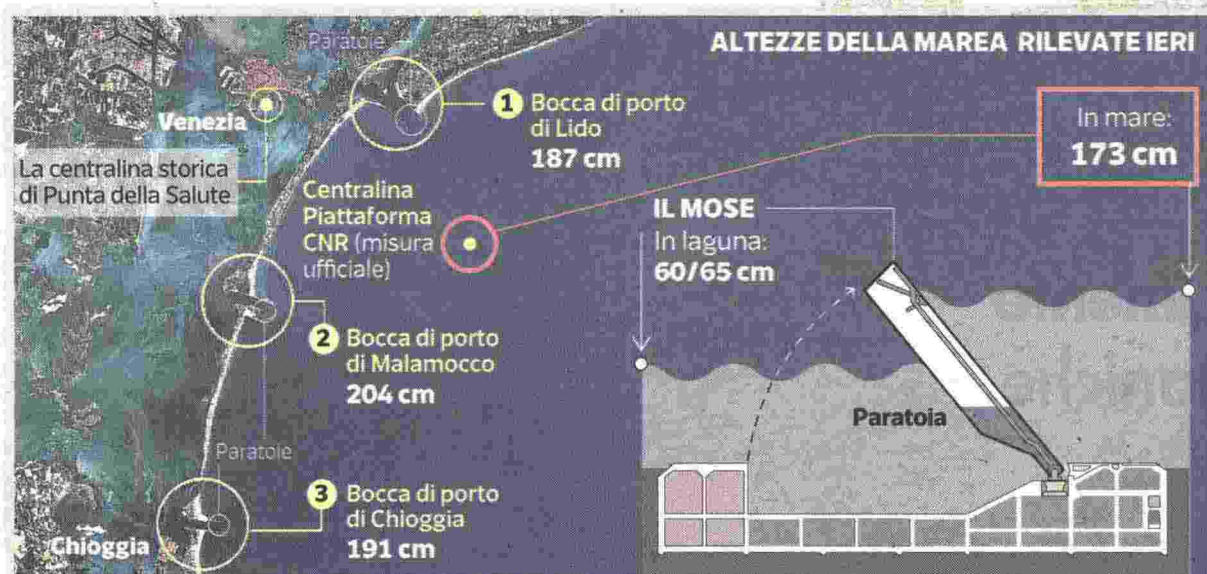 ALTEZZE DELLA MAREA RILEVATE IERI
Paratoie
1 Bocca di porto
di Lido
187 cm
Venezia
La centralina storica
di Punta della Salute
Centralina
Piattaforma
CNR (misura
ufficiale)
In mare:
173 cm
2 Bocca di porto
di Malamocco
204 cm
Paratoie
3 Bocca di porto
di Chioggia
191 cm
Chioggia
IL MOSE
In laguna:
60/65 cm
Paratoia